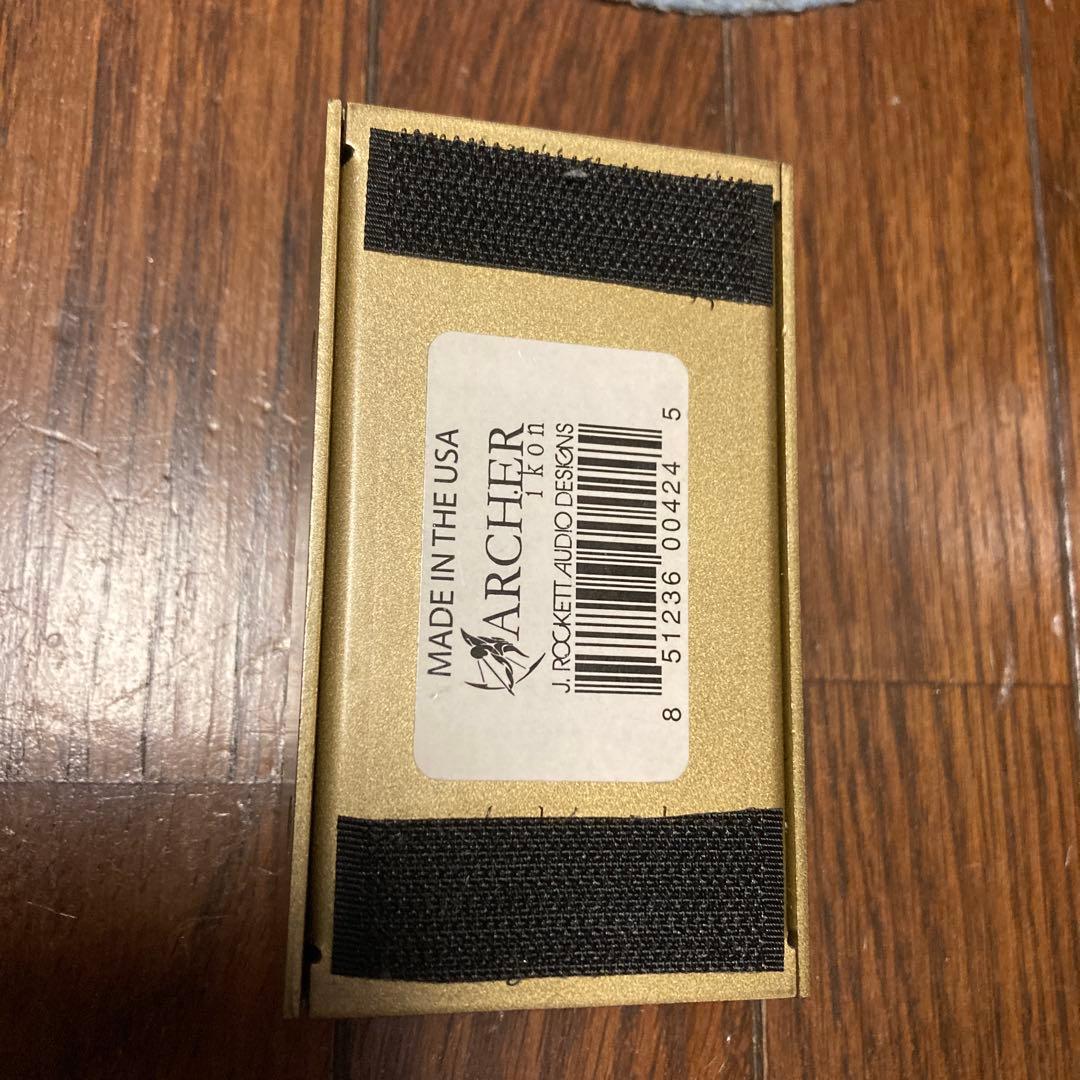 MADE IN THE USA
ARCHER
ikon
J. ROCKETT AUDIO DESIGNS
8 51236 00424 5